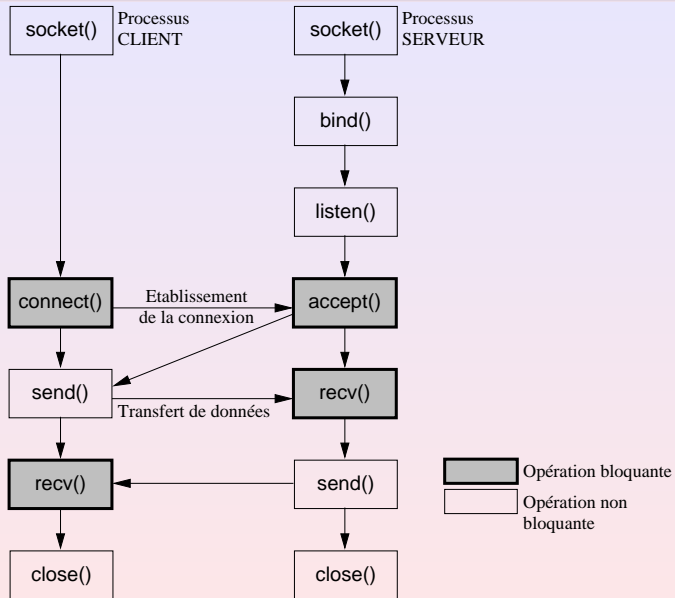 socket()
Processus
CLIENT
socket()
Processus
SERVEUR
bind()
listen()
connect()
Etablissement
de la connexion
accept()
send()
Transfert de données
recv()
recv()
send()
Opération bloquante
Opération non
bloquante
close()
close()